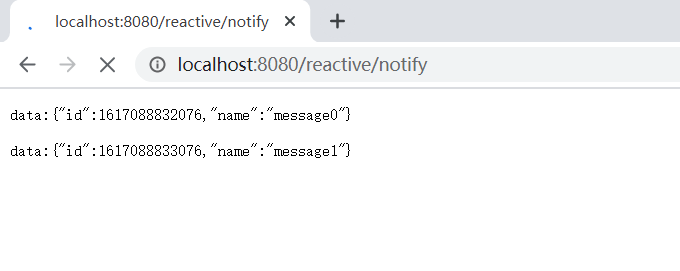 localhost:8080/reactive/notify
localhost:8080/reactive/notify
data:{"id":1617088832076,"name":"message0"}
data:{"id":1617088833076,"name":"message1"}